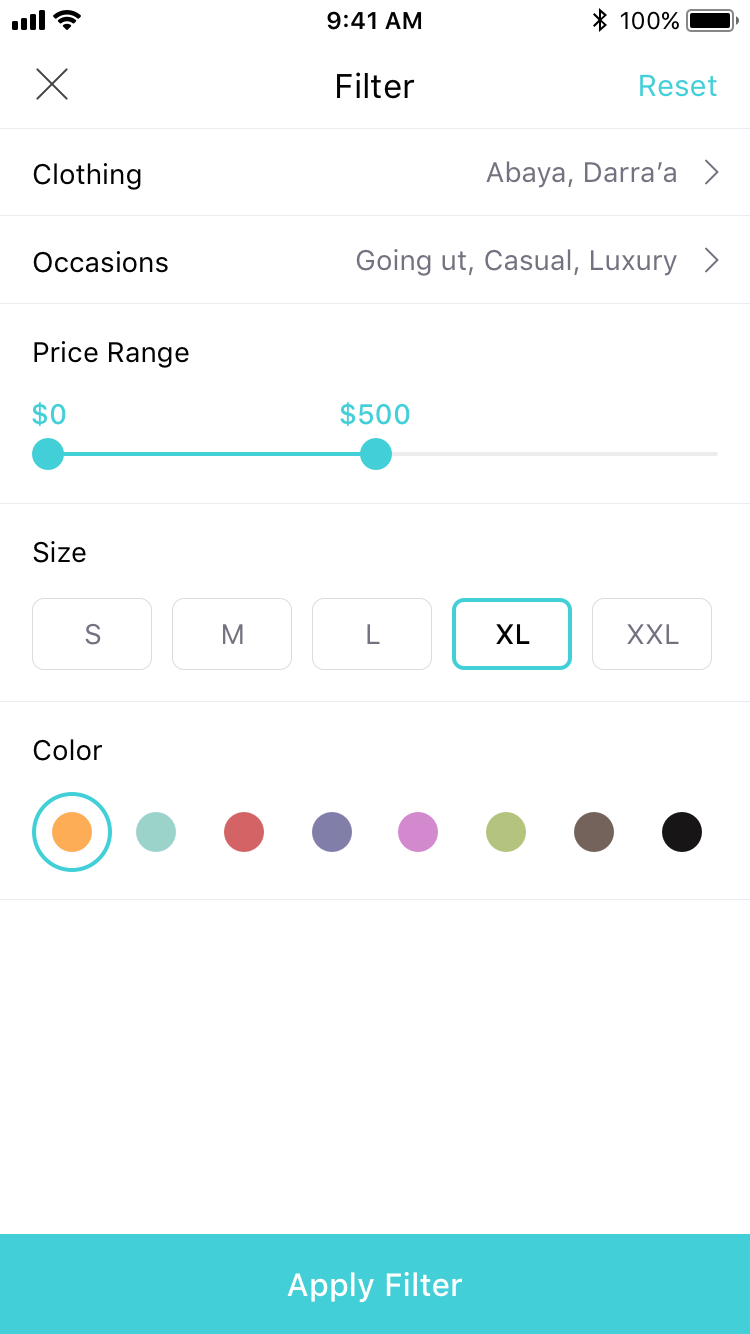 9:41 AM 100%
Filter Reset
Clothing Abaya, Darra’a
Occasions Going ut, Casual, Luxury
Price Range
$0 $500
Size
S M L XL XXL
Color
Apply Filter